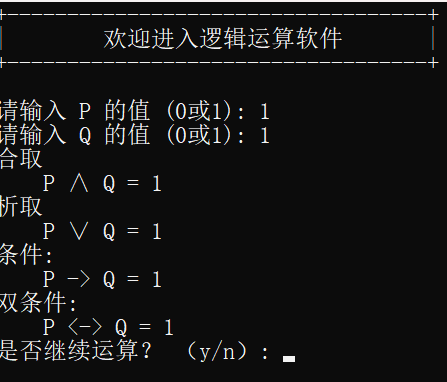 +------------------------------------+
|        欢迎进入逻辑运算软件        |
+------------------------------------+
请输入 P 的值 (0或1): 1
请输入 Q 的值 (0或1): 1
合取
P ∧ Q = 1
析取
P ∨ Q = 1
条件:
P -> Q = 1
双条件:
P <-> Q = 1
是否继续运算? (y/n):